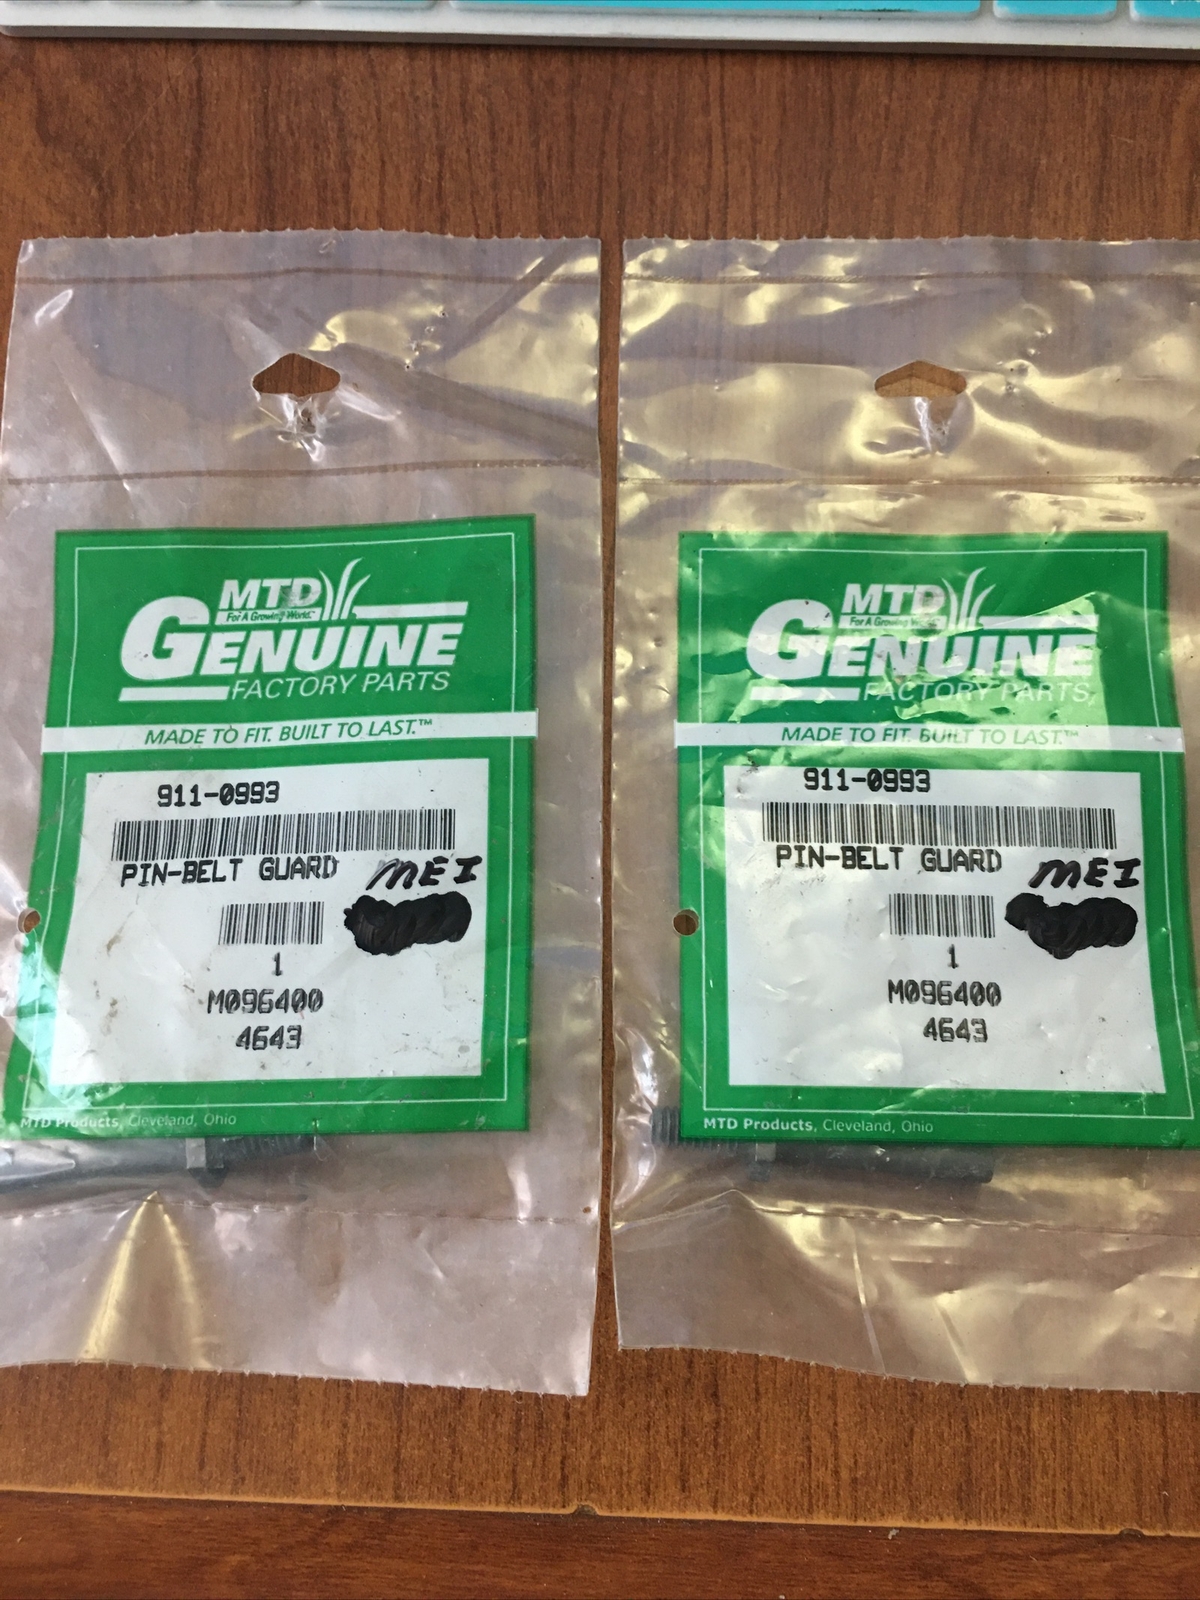 MTD
For A Growing World.™
GENUINE
FACTORY PARTS
MADE TO FIT. BUILT TO LAST.™
911-0993
PIN-BELT GUARD
MEI
1
M096400
4643
MTD Products, Cleveland, Ohio
MTD
For A Growing World.™
GENUINE
FACTORY PARTS
MADE TO FIT. BUILT TO LAST.™
911-0993
PIN-BELT GUARD
MEI
1
M096400
4643
MTD Products, Cleveland, Ohio